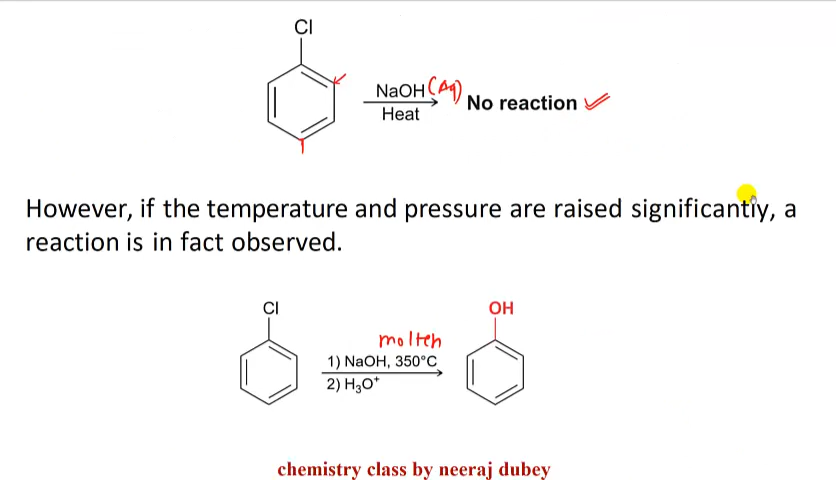 Cl
NaOH (Aq)
Heat
No reaction
However, if the temperature and pressure are raised significantly, a
reaction is in fact observed.
Cl
OH
molten
1) NaOH, 350°C
2) H₃O⁺
chemistry class by neeraj dubey